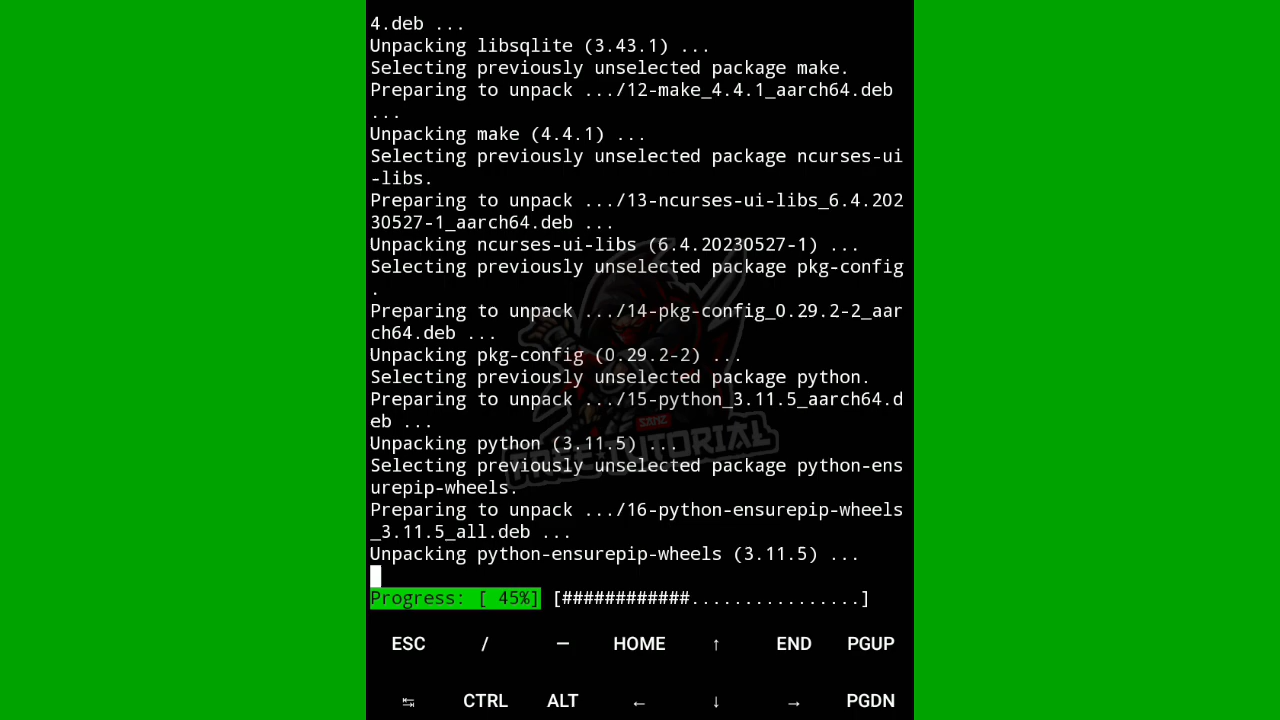 4.deb ...
Unpacking libsqlite (3.43.1) ...
Selecting previously unselected package make.
Preparing to unpack .../12-make_4.4.1_aarch64.deb
...
Unpacking make (4.4.1) ...
Selecting previously unselected package ncurses-ui
-libs.
Preparing to unpack .../13-ncurses-ui-libs_6.4.202
30527-1_aarch64.deb ...
Unpacking ncurses-ui-libs (6.4.20230527-1) ...
Selecting previously unselected package pkg-config
.
Preparing to unpack .../14-pkg-config_0.29.2-2_aar
ch64.deb ...
Unpacking pkg-config (0.29.2-2) ...
Selecting previously unselected package python.
Preparing to unpack .../15-python_3.11.5_aarch64.d
eb ...
SANZ
Unpacking python (3.11.5) ...
FREE TUTORIAL
Selecting previously unselected package python-ens
urepip-wheels.
Preparing to unpack .../16-python-ensurepip-wheels
_3.11.5_all.deb ...
Unpacking python-ensurepip-wheels (3.11.5) ...
Progress: [ 45%] [############................]
ESC / — HOME ↑ END PGUP
↹ CTRL ALT ← ↓ → PGDN